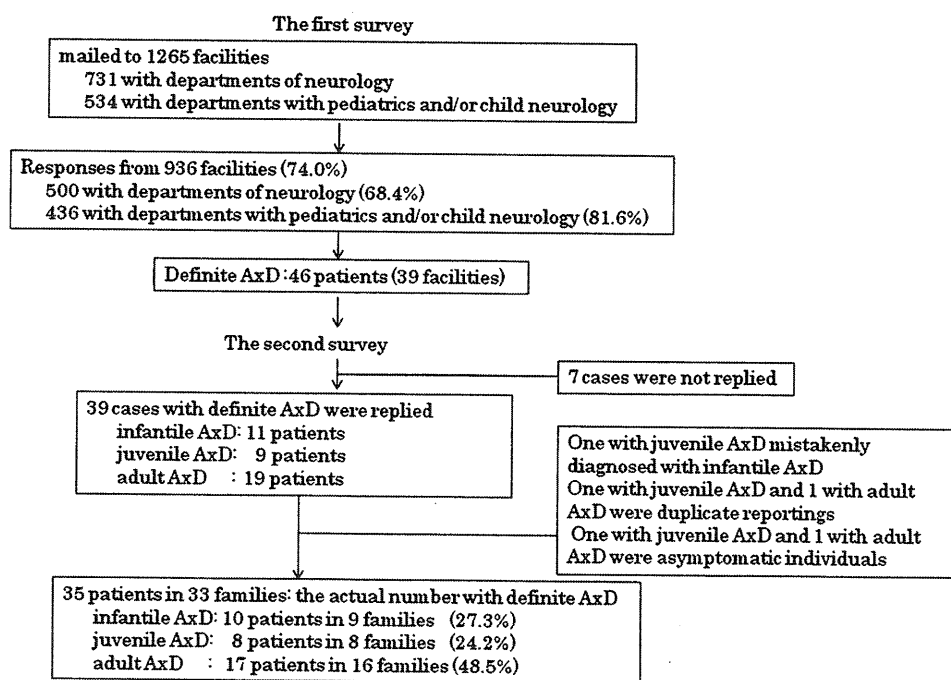 The first survey
mailed to 1265 facilities
731 with departments of neurology
534 with departments with pediatrics and/or child neurology
Responses from 936 facilities (74.0%)
500 with departments of neurology (68.4%)
436 with departments with pediatrics and/or child neurology (81.6%)
Definite AxD: 46 patients (39 facilities)
The second survey
7 cases were not replied
39 cases with definite AxD were replied
infantile AxD: 11 patients
juvenile AxD: 9 patients
adult AxD : 19 patients
One with juvenile AxD mistakenly
diagnosed with infantile AxD
One with juvenile AxD and 1 with adult
AxD were duplicate reportings
One with juvenile AxD and 1 with adult
AxD were asymptomatic individuals
35 patients in 33 families: the actual number with definite AxD
infantile AxD: 10 patients in 9 families (27.3%)
juvenile AxD: 8 patients in 8 families (24.2%)
adult AxD : 17 patients in 16 families (48.5%)